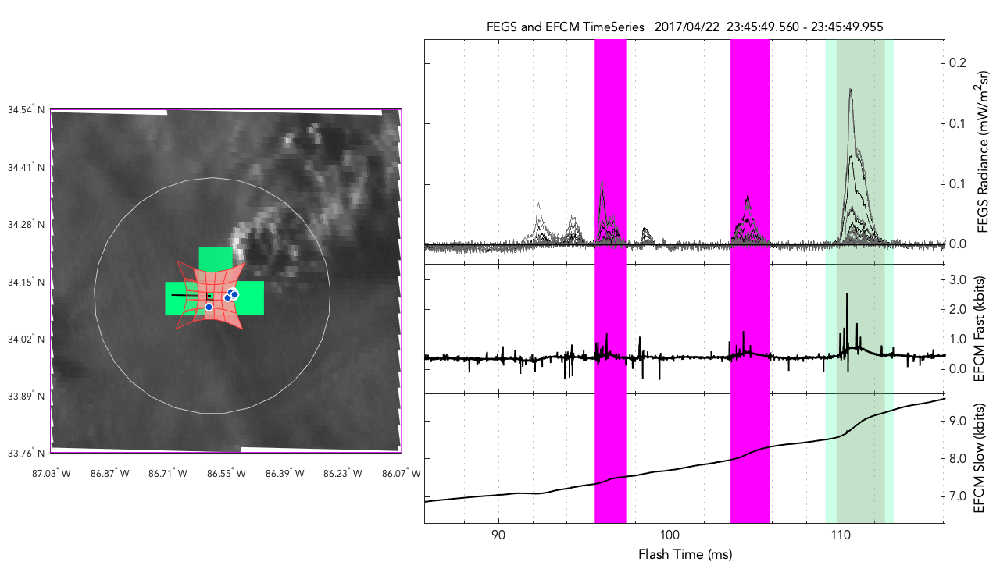 FEGS and EFCM TimeSeries 2017/04/22 23:45:49.560 - 23:45:49.955
34.54° N
34.41° N
34.28° N
34.15° N
34.02° N
33.89° N
33.76° N
87.03° W 86.87° W 86.71° W 86.55° W 86.39° W 86.23° W 86.07° W
0.2
0.1
0.1
0.0
FEGS Radiance (mW/m²sr)
3.0
2.0
1.0
0.0
EFCM Fast (kbits)
9.0
8.0
7.0
EFCM Slow (kbits)
90 100 110
Flash Time (ms)